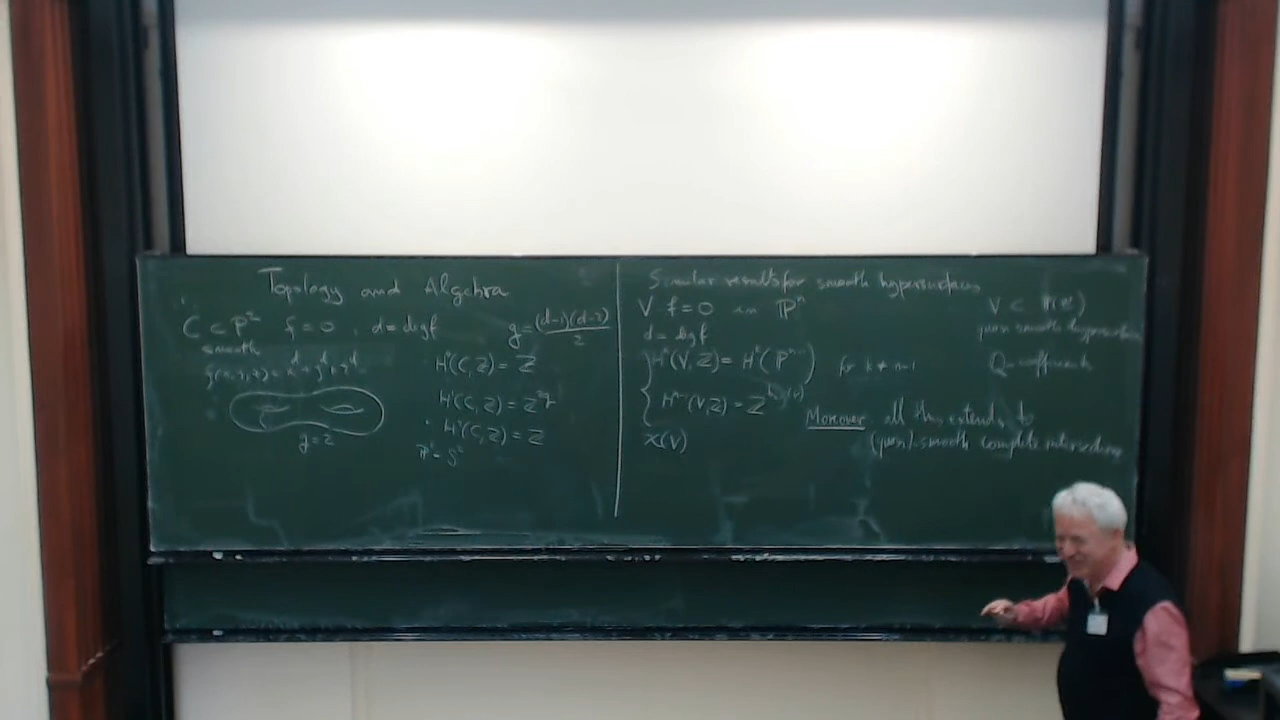 Topology and Algebra
C ⊂ P² f = 0, d = deg f
g = (d-1)(d-2)/2
smooth
f(x,y,z) = x^d + y^d + z^d
H⁰(C,Z) = Z
H¹(C,Z) = Z^{2g}
H²(C,Z) = Z
g = 2
P¹ = S²
Similar results for smooth hypersurfaces
V f = 0 in Pⁿ
d = deg f
H^k(V,Z) = H^k(P^{n-1}) for k ≠ n-1
H^{n-1}(V,Z) = Z
χ(V)
V ⊂ P(w)
smooth hypersurface
Q-coefficients
Moreover all this extends to
smooth complete intersections